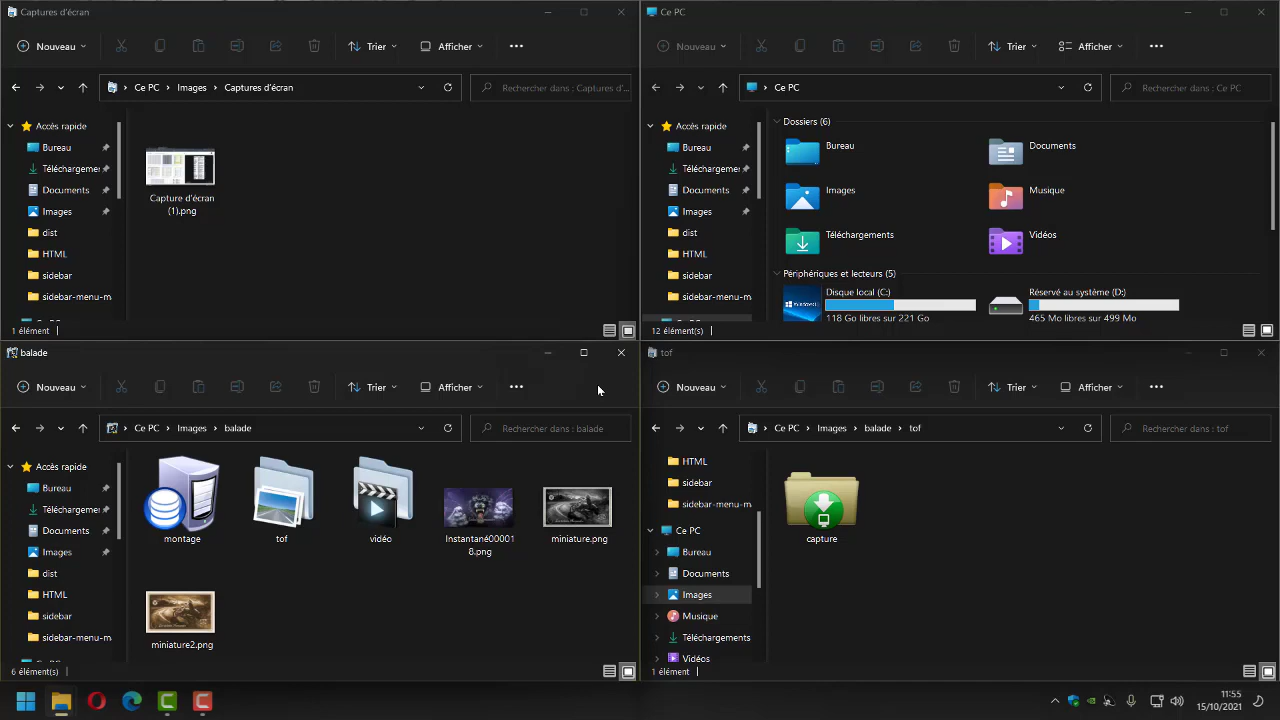 Captures d'écran
Nouveau
Trier
Afficher
Ce PC > Images > Captures d'écran
Rechercher dans : Captures d'...
Accès rapide
Bureau
Téléchargemen
Documents
Images
dist
HTML
sidebar
sidebar-menu-m
Capture d'écran
(1).png
1 élément
Ce PC
Nouveau
Trier
Afficher
Ce PC
Rechercher dans : Ce PC
Accès rapide
Bureau
Téléchargemen
Documents
Images
dist
HTML
sidebar
sidebar-menu-m
Dossiers (6)
Bureau
Documents
Images
Musique
Téléchargements
Vidéos
Périphériques et lecteurs (5)
Disque local (C:)
118 Go libres sur 221 Go
Réservé au système (D:)
465 Mo libres sur 499 Mo
12 élément(s)
balade
Nouveau
Trier
Afficher
Ce PC > Images > balade
Rechercher dans : balade
Accès rapide
Bureau
Téléchargemen
Documents
Images
dist
HTML
sidebar
sidebar-menu-m
montage
tof
vidéo
Instantané00001
8.png
miniature.png
miniature2.png
6 élément(s)
tof
Nouveau
Trier
Afficher
Ce PC > Images > balade > tof
Rechercher dans : tof
HTML
sidebar
sidebar-menu-m
Ce PC
Bureau
Documents
Images
Musique
Téléchargements
Vidéos
capture
1 élément
11:55
15/10/2021